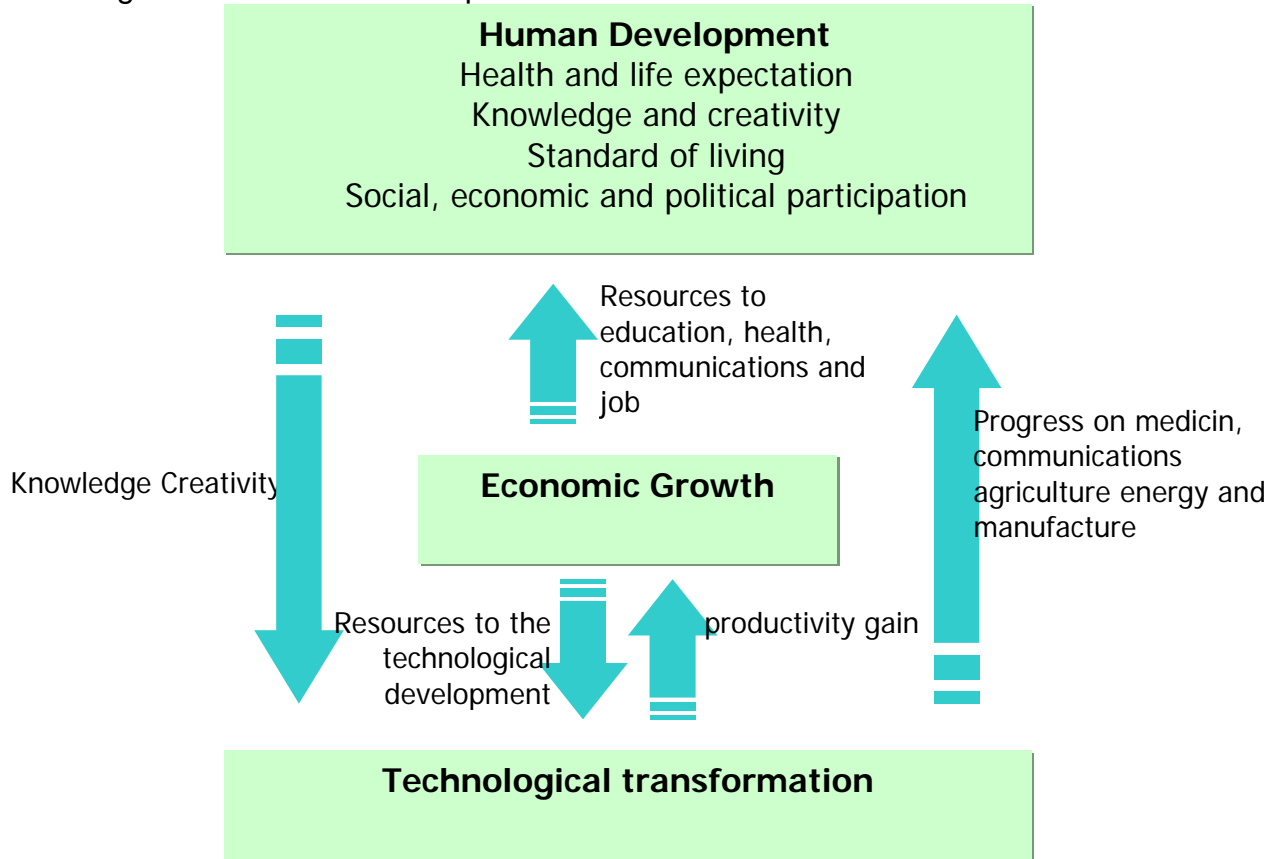 Human Development
Health and life expectation
Knowledge and creativity
Standard of living
Social, economic and political participation
Resources to
education, health,
communications and
job
Progress on medicin,
communications
agriculture energy and
manufacture
Knowledge Creativity
Economic Growth
Resources to the
technological
development
productivity gain
Technological transformation